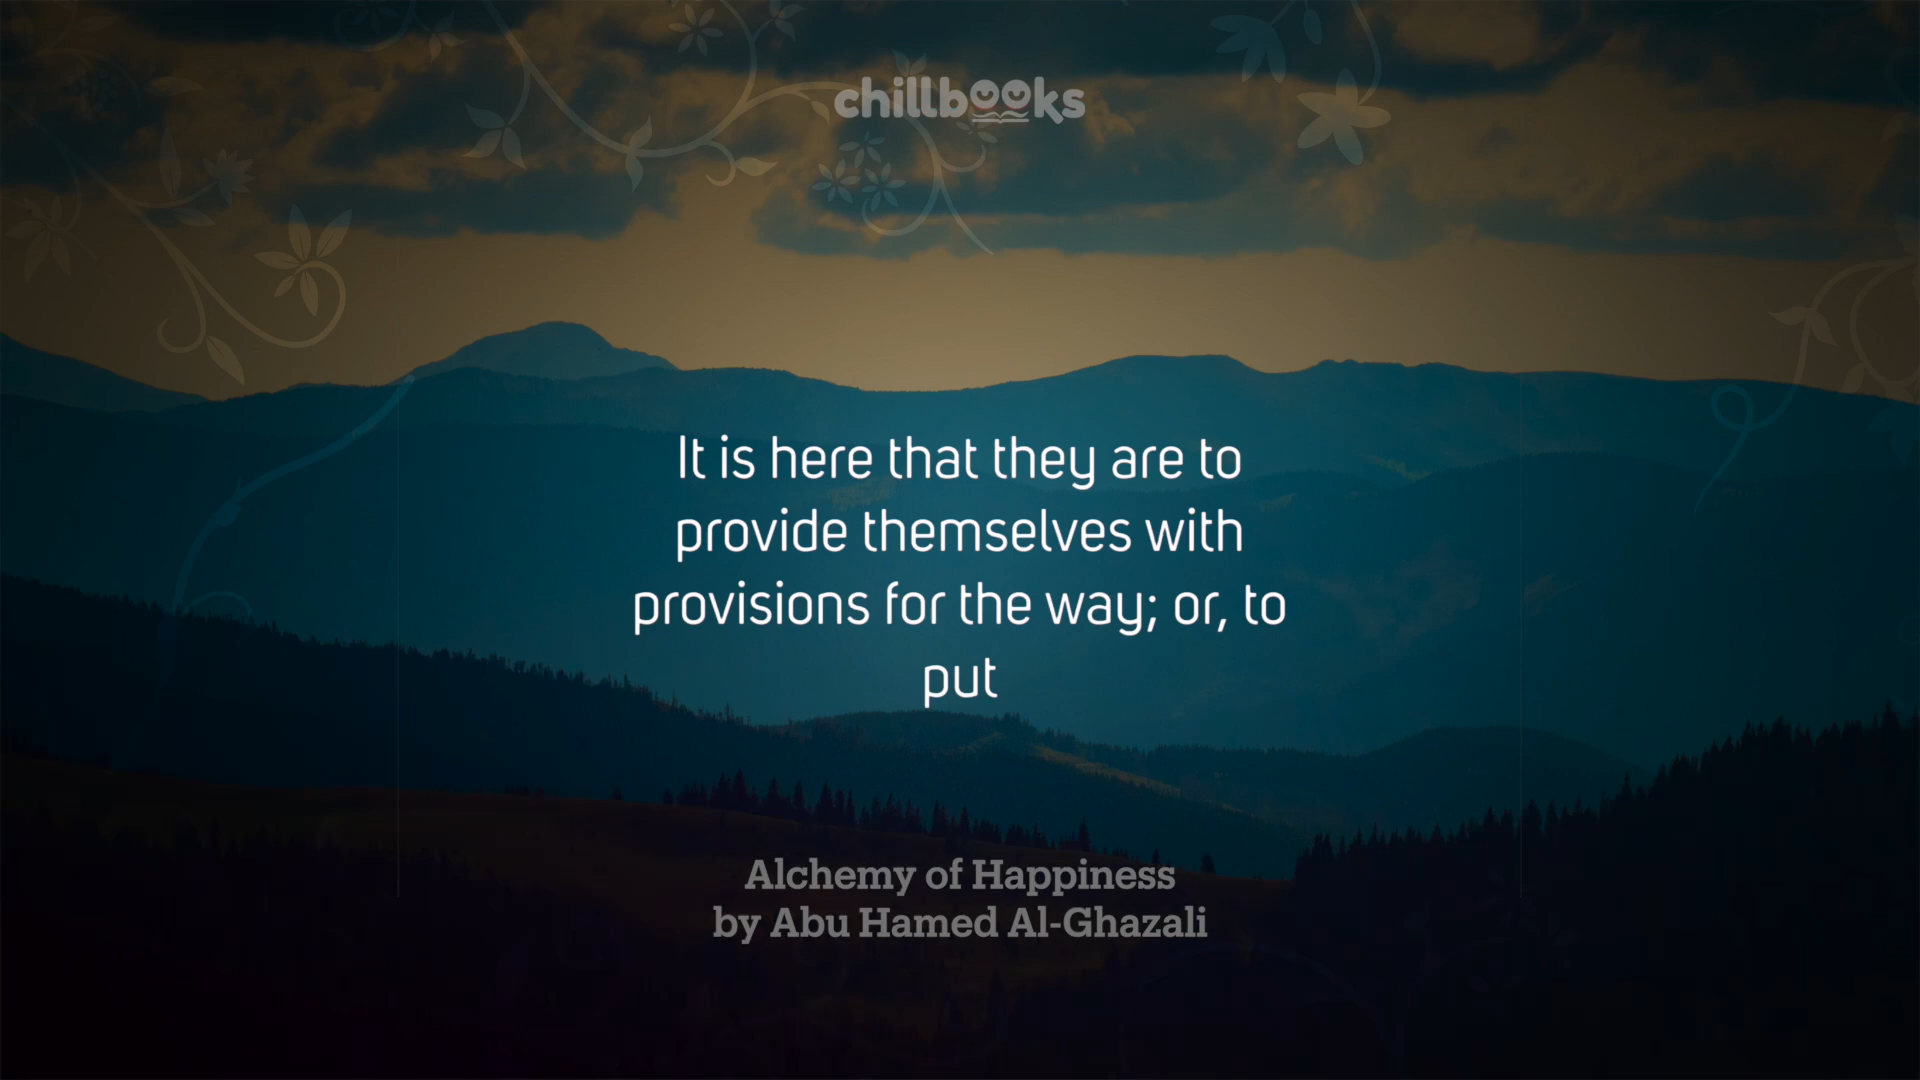 chillbooks
It is here that they are to
provide themselves with
provisions for the way; or, to
put
Alchemy of Happiness
by Abu Hamed Al-Ghazali